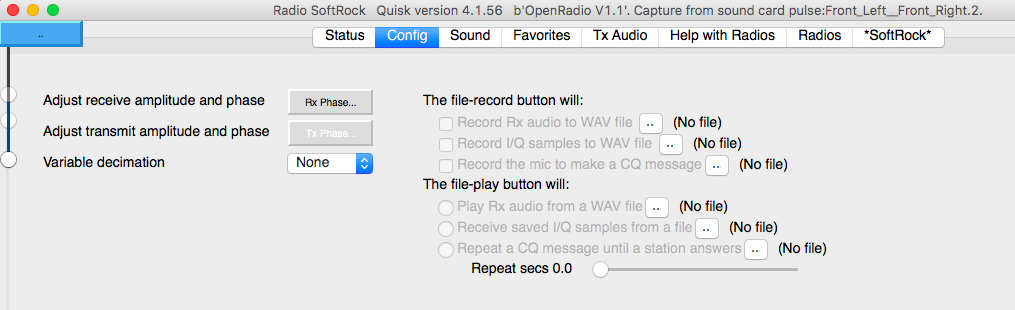 Radio SoftRock Quisk version 4.1.56 b'OpenRadio V1.1'. Capture from sound card pulse:Front_Left__Front_Right.2.
..
Status Config Sound Favorites Tx Audio Help with Radios Radios *SoftRock*
Adjust receive amplitude and phase Rx Phase...
Adjust transmit amplitude and phase Tx Phase...
Variable decimation None
The file-record button will:
Record Rx audio to WAV file .. (No file)
Record I/Q samples to WAV file .. (No file)
Record the mic to make a CQ message .. (No file)
The file-play button will:
Play Rx audio from a WAV file .. (No file)
Receive saved I/Q samples from a file .. (No file)
Repeat a CQ message until a station answers .. (No file)
Repeat secs 0.0